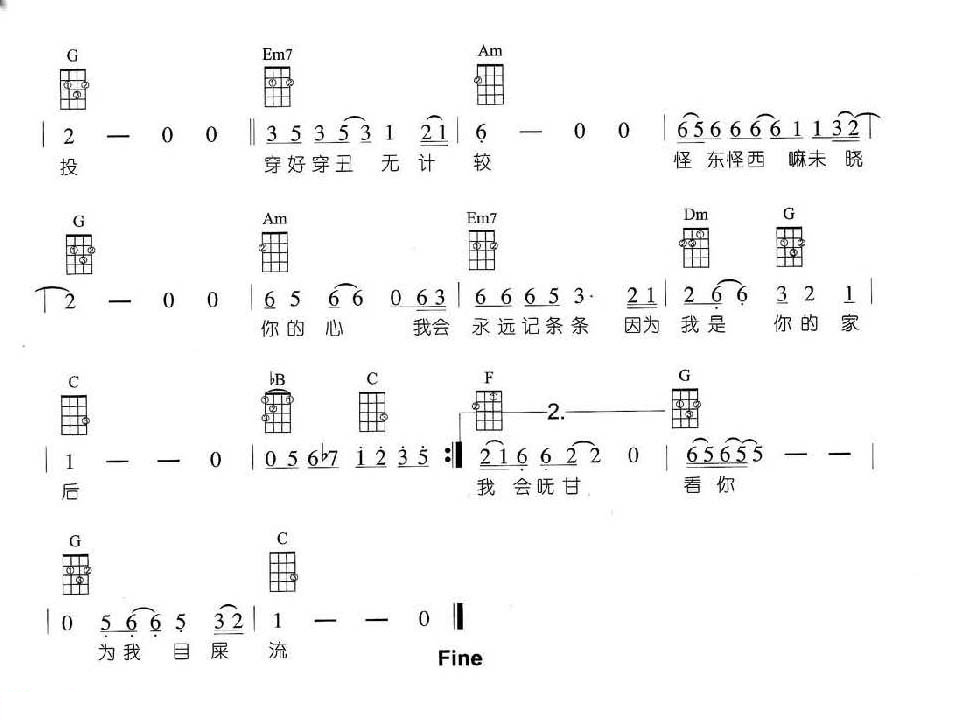 G Em7 Am
| 2 — 0 0 ‖ 3 5 3 5 3 1 2 1 | 6 — 0 0 | 6 5 6 6 6 6 1 1 3 2 |
投 穿好穿丑 无计较 怪东怪西 嘛未晓
G Am Em7 Dm G
| 2 — 0 0 | 6 5 6 6 0 6 3 | 6 6 6 5 3· 2 1 | 2 6 6 3 2 1 |
你的心 我会永远记条条 因为我是 你的家
C ♭B C F 2. G
| 1 — — 0 | 0 5 6 ♭7 1 2 3 5 :‖ 2 1 6 6 2 2 0 | 6 5 6 5 5 — — |
后 我会呒甘 看你
G C
| 0 5 6 6 5 3 2 | 1 — — 0 ‖
为我目屎流
Fine